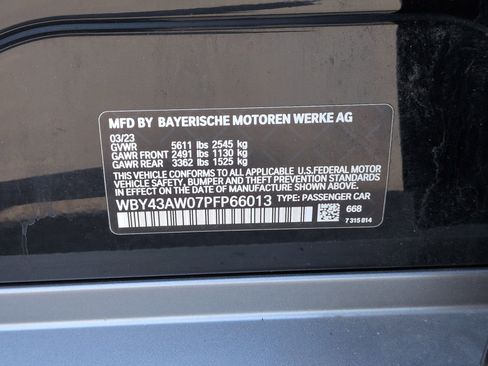 MFD BY BAYERISCHE MOTOREN WERKE AG
03/23
GVWR 5611 lbs 2545 kg
GAWR FRONT 2491 lbs 1130 kg
GAWR REAR 3362 lbs 1525 kg
THIS VEHICLE CONFORMS TO ALL APPLICABLE U.S.FEDERAL MOTOR
VEHICLE SAFETY, BUMPER, AND THEFT PREVENTION STANDARDS
IN EFFECT ON THE DATE OF MANUFACTURE SHOWN ABOVE.
WBY43AW07PFP66013 TYPE: PASSENGER CAR
668
7 315 014